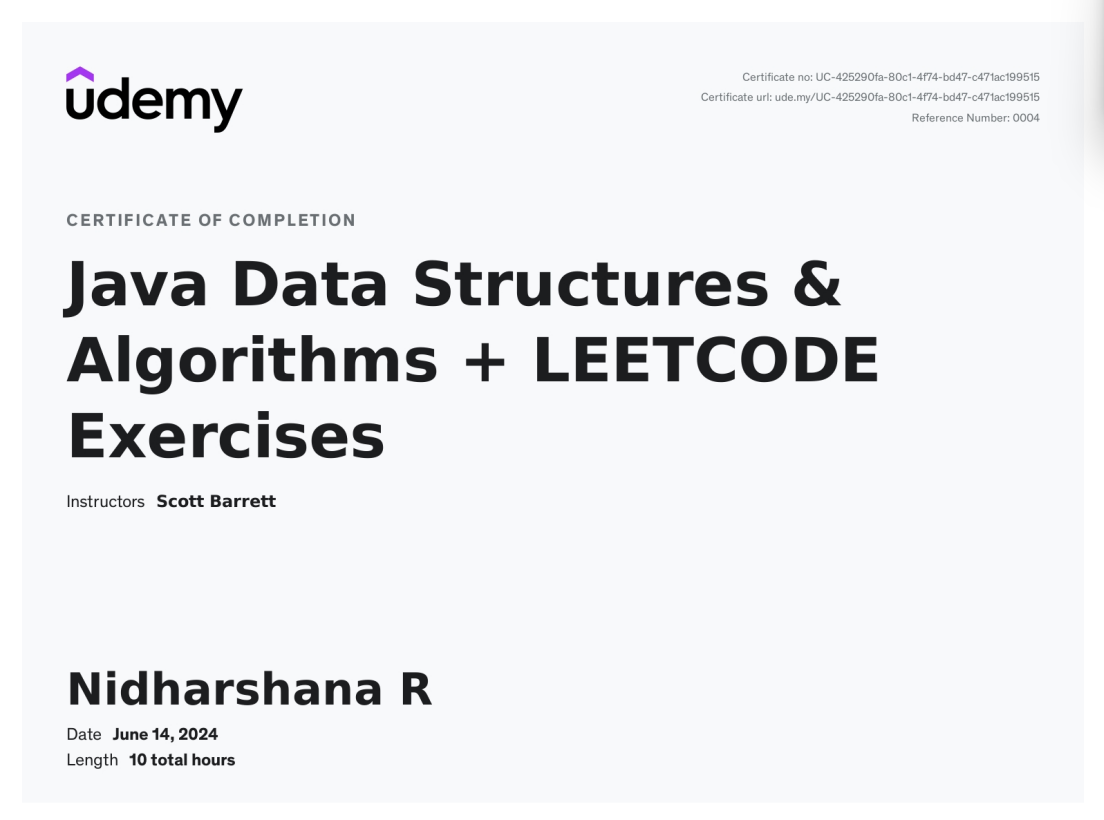 udemy
Certificate no: UC-425290fa-80c1-4f74-bd47-c471ac199515
Certificate url: ude.my/UC-425290fa-80c1-4f74-bd47-c471ac199515
Reference Number: 0004
CERTIFICATE OF COMPLETION
Java Data Structures &
Algorithms + LEETCODE
Exercises
Instructors Scott Barrett
Nidharshana R
Date June 14, 2024
Length 10 total hours